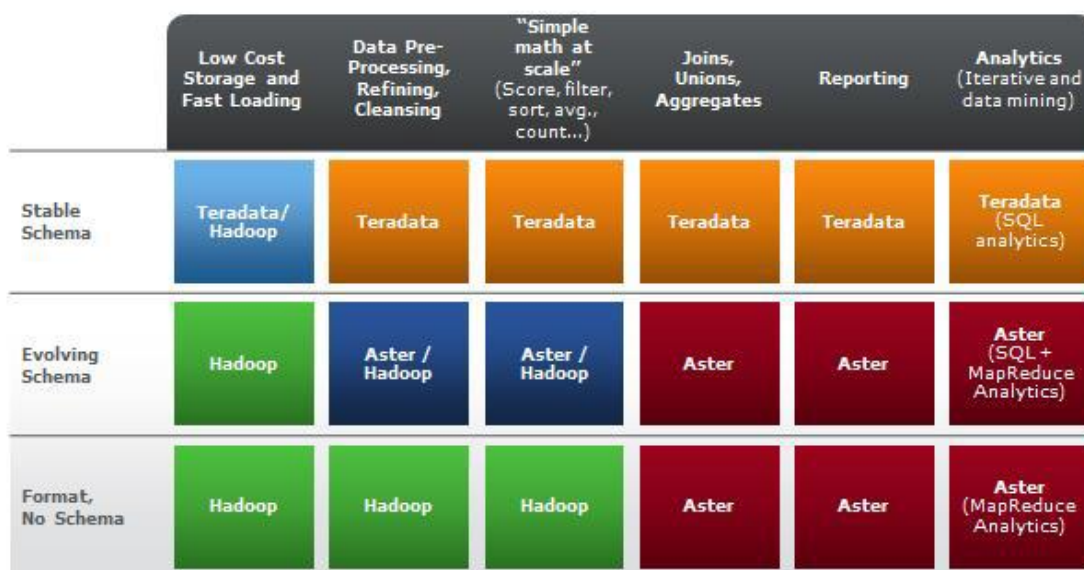 Low Cost
Storage and
Fast Loading
Data Pre-
Processing,
Refining,
Cleansing
“Simple
math at
scale”
(Score, filter,
sort, avg.,
count...)
Joins,
Unions,
Aggregates
Reporting
Analytics
(Iterative and
data mining)
Stable
Schema
Teradata/
Hadoop
Teradata
Teradata
Teradata
Teradata
Teradata
(SQL
analytics)
Evolving
Schema
Hadoop
Aster /
Hadoop
Aster /
Hadoop
Aster
Aster
Aster
(SQL +
MapReduce
Analytics)
Format,
No Schema
Hadoop
Hadoop
Hadoop
Aster
Aster
Aster
(MapReduce
Analytics)